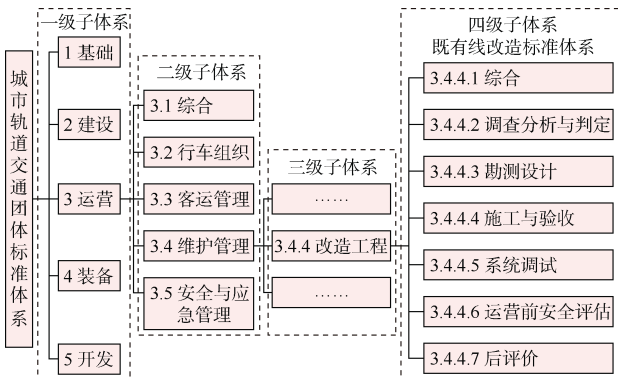 城市轨道交通团体标准体系
一级子体系
1 基础
2 建设
3 运营
4 装备
5 开发
二级子体系
3.1 综合
3.2 行车组织
3.3 客运管理
3.4 维护管理
3.5 安全与应
急管理
三级子体系
……
3.4.4 改造工程
……
四级子体系
既有线改造标准体系
3.4.4.1 综合
3.4.4.2 调查分析与判定
3.4.4.3 勘测设计
3.4.4.4 施工与验收
3.4.4.5 系统调试
3.4.4.6 运营前安全评估
3.4.4.7 后评价